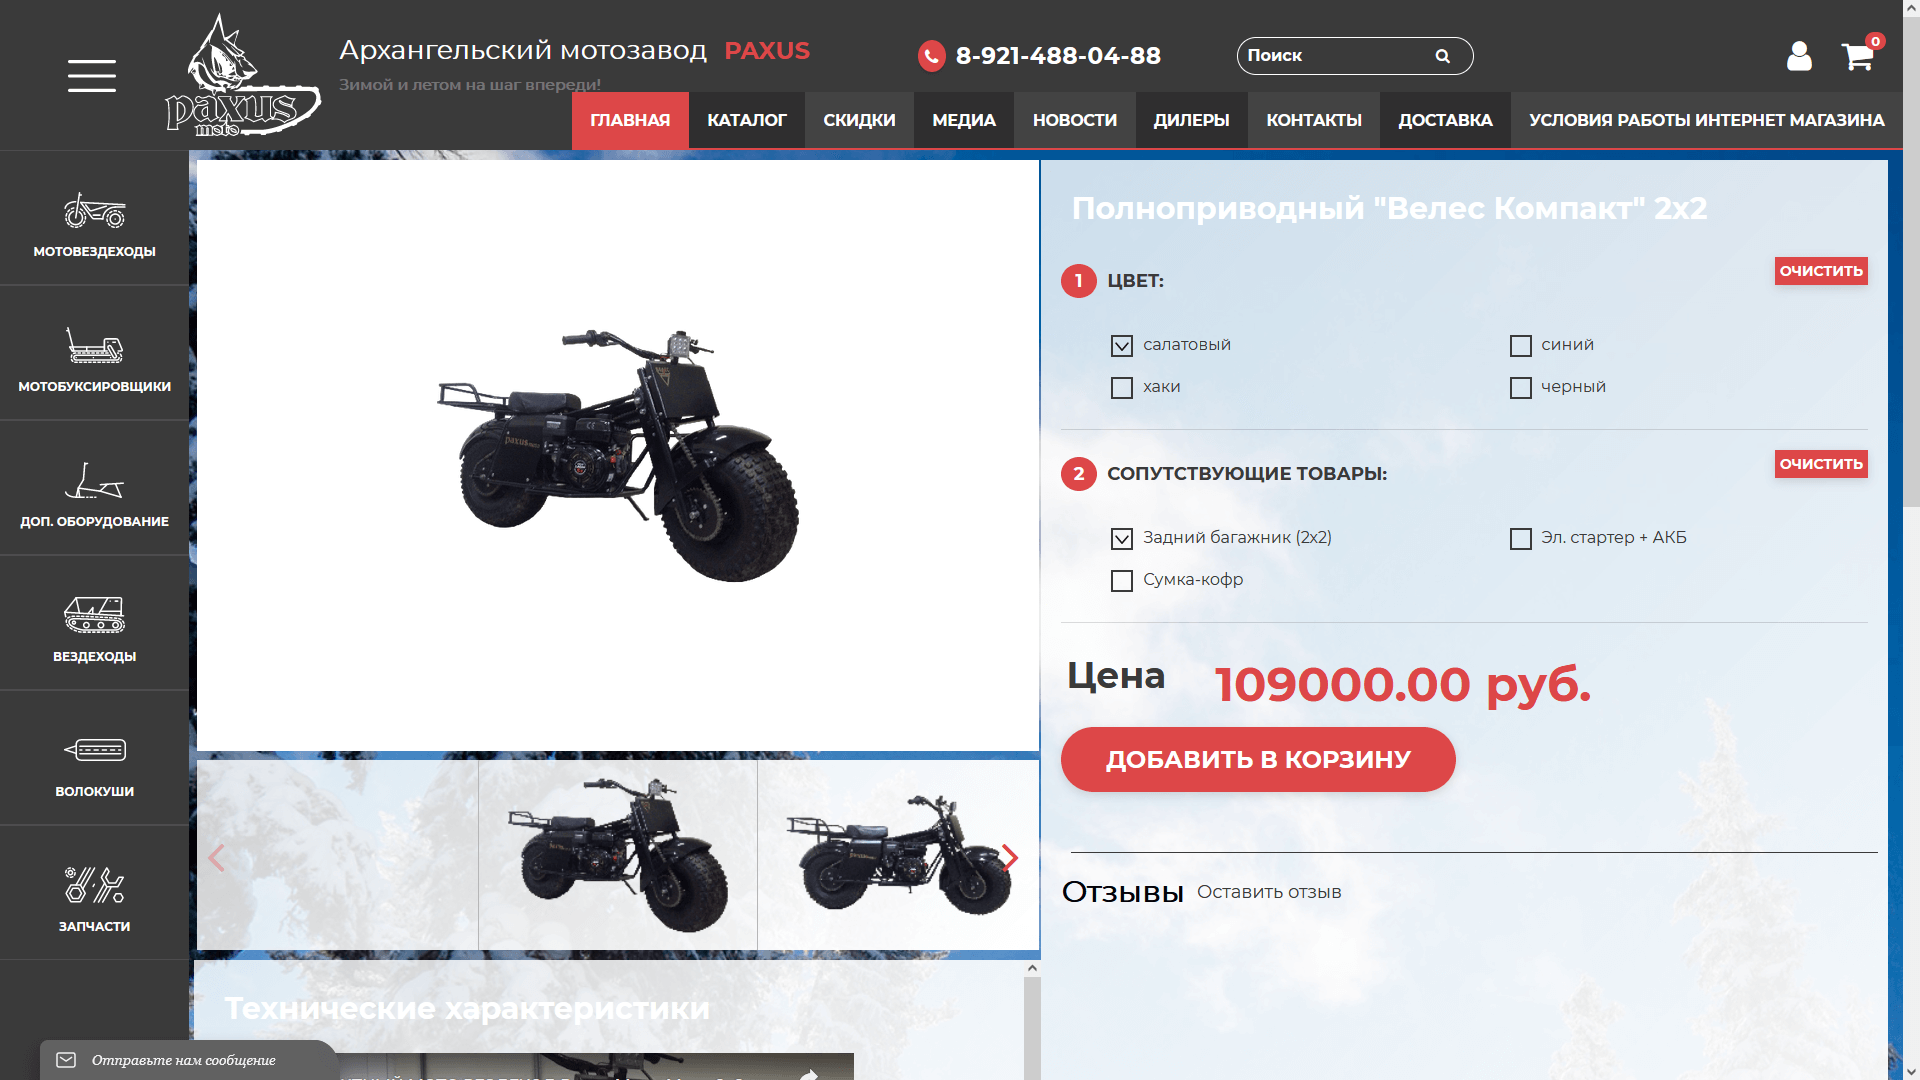 paxus
moto
Архангельский мотозавод PAXUS
Зимой и летом на шаг впереди!
8-921-488-04-88
Поиск
0
ГЛАВНАЯ КАТАЛОГ СКИДКИ МЕДИА НОВОСТИ ДИЛЕРЫ КОНТАКТЫ ДОСТАВКА УСЛОВИЯ РАБОТЫ ИНТЕРНЕТ МАГАЗИНА
МОТОВЕЗДЕХОДЫ
МОТОБУКСИРОВЩИКИ
ДОП. ОБОРУДОВАНИЕ
ВЕЗДЕХОДЫ
ВОЛОКУШИ
ЗАПЧАСТИ
Полноприводный "Велес Компакт" 2x2
1 ЦВЕТ:
ОЧИСТИТЬ
салатовый
синий
хаки
черный
2 СОПУТСТВУЮЩИЕ ТОВАРЫ:
ОЧИСТИТЬ
Задний багажник (2x2)
Эл. стартер + АКБ
Сумка-кофр
Цена 109000.00 руб.
ДОБАВИТЬ В КОРЗИНУ
Отзывы Оставить отзыв
Технические характеристики
Отправьте нам сообщение